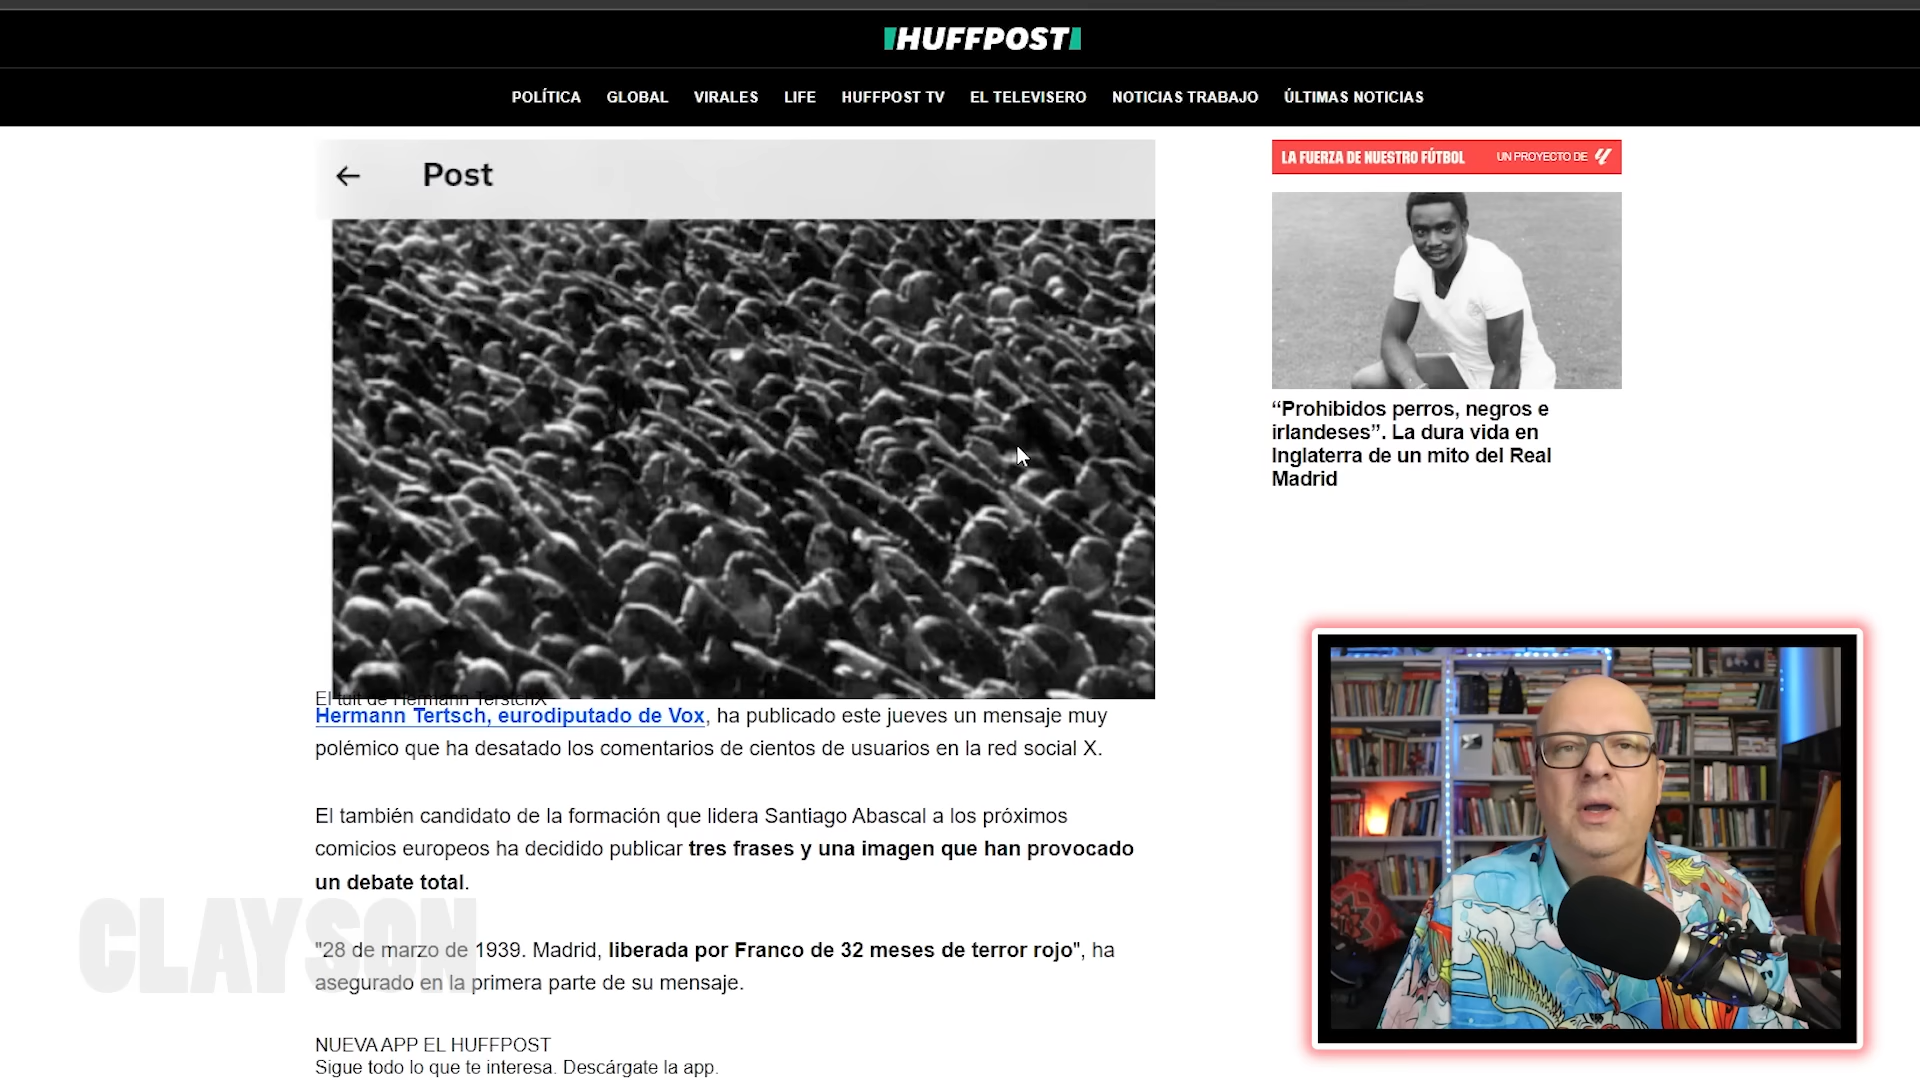 HUFFPOST
POLÍTICA GLOBAL VIRALES LIFE HUFFPOST TV EL TELEVISERO NOTICIAS TRABAJO ÚLTIMAS NOTICIAS
Post
El tuit de Hermann TerstchX
Hermann Tertsch, eurodiputado de Vox, ha publicado este jueves un mensaje muy
polémico que ha desatado los comentarios de cientos de usuarios en la red social X.
El también candidato de la formación que lidera Santiago Abascal a los próximos
comicios europeos ha decidido publicar tres frases y una imagen que han provocado
un debate total.
"28 de marzo de 1939. Madrid, liberada por Franco de 32 meses de terror rojo", ha
asegurado en la primera parte de su mensaje.
NUEVA APP EL HUFFPOST
Sigue todo lo que te interesa. Descárgate la app.
CLAYSON
LA FUERZA DE NUESTRO FÚTBOL UN PROYECTO DE
“Prohibidos perros, negros e
irlandeses”. La dura vida en
Inglaterra de un mito del Real
Madrid